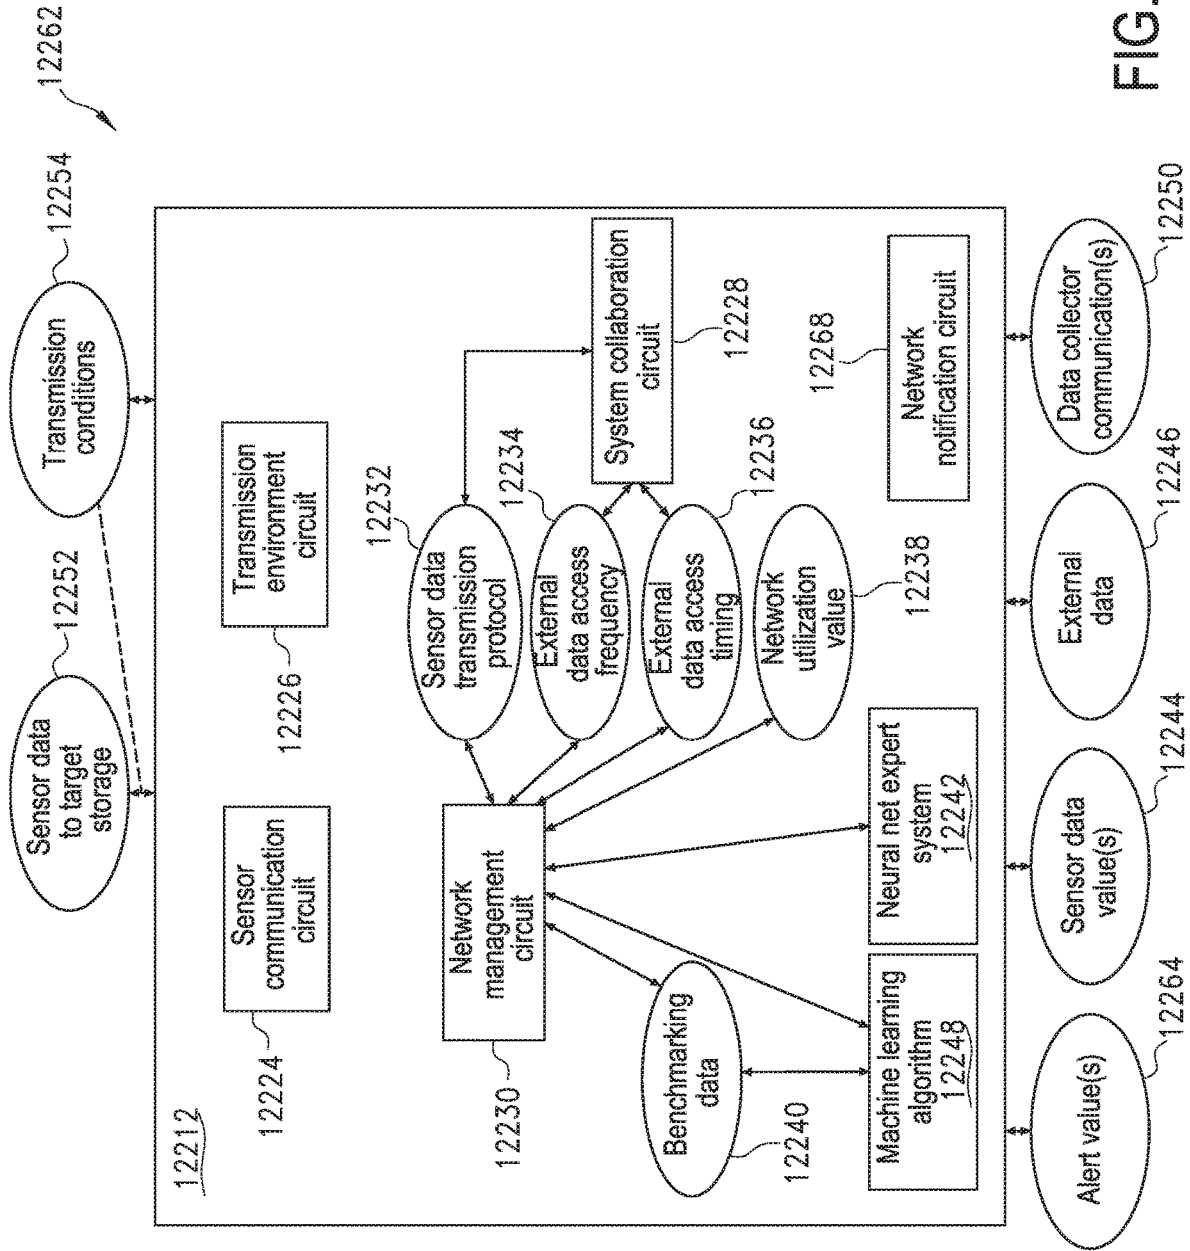 12262
12252
Sensor data
to target
storage
12254
Transmission
conditions
12212
12224
Sensor
communication
circuit
12226
Transmission
environment
circuit
12230
Network
management
circuit
12232
Sensor data
transmission
protocol
12234
External
data access
frequency
12236
External
data access
timing
12238
Network
utilization
value
System collaboration
circuit
12228
12240
Benchmarking
data
Machine learning
algorithm
12248
Neural net expert
system
12242
12268
Network
notification circuit
Alert value(s)
12264
Sensor data
value(s)
12244
External
data
12246
Data collector
communication(s)
12250
FIG.